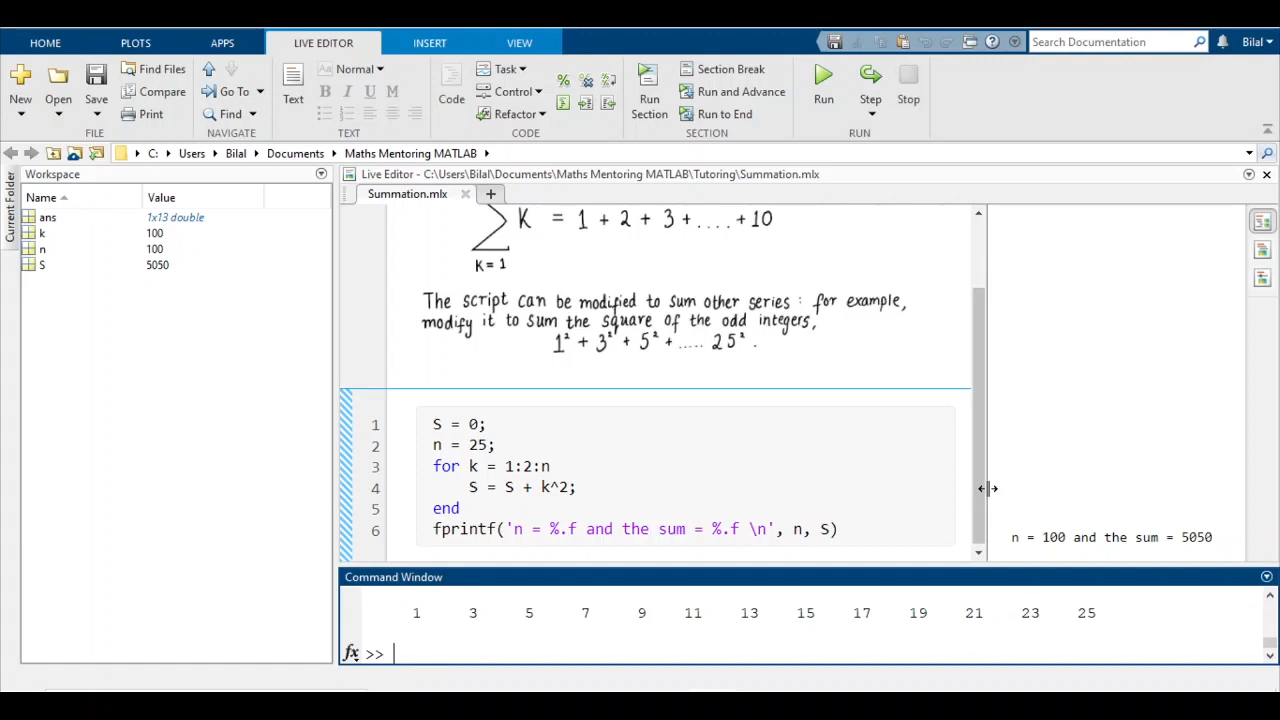 HOME PLOTS APPS LIVE EDITOR INSERT VIEW Search Documentation Bilal
New Open Save Find Files Compare Print Go To Find Text Normal B I U M Code Task Control Refactor Run Section Section Break Run and Advance Run to End Run Step Stop
FILE NAVIGATE TEXT CODE SECTION RUN
C: Users Bilal Documents Maths Mentoring MATLAB
Current Folder
Workspace
Name Value
ans 1x13 double
k 100
n 100
S 5050
Live Editor - C:\Users\Bilal\Documents\Maths Mentoring MATLAB\Tutoring\Summation.mlx
Summation.mlx
∑ K = 1 + 2 + 3 + .... + 10
K = 1
The script can be modified to sum other series : for example,
modify it to sum the square of the odd integers,
1² + 3² + 5² + ..... 25² .
1 S = 0;
2 n = 25;
3 for k = 1:2:n
4 S = S + k^2;
5 end
6 fprintf('n = %.f and the sum = %.f \n', n, S)
n = 100 and the sum = 5050
Command Window
1 3 5 7 9 11 13 15 17 19 21 23 25
fx >>